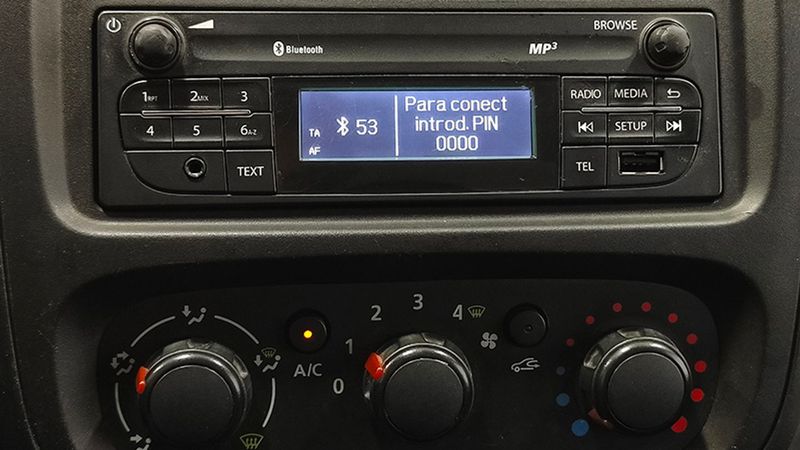 Bluetooth
MP3
BROWSE
1RPT
2MIX
3
4
5
6A-Z
TEXT
TA
AF
53
Para conect
introd. PIN
0000
RADIO
MEDIA
SETUP
TEL
0
1
2
3
4
A/C